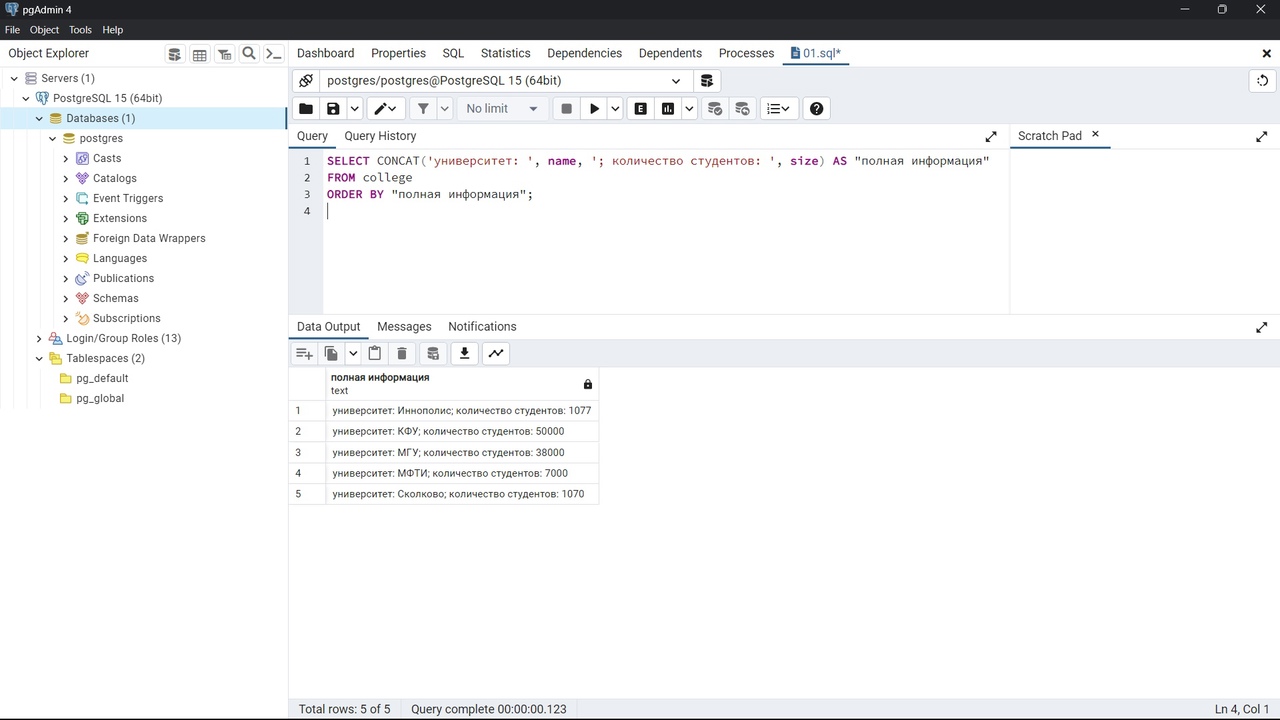 pgAdmin 4
File Object Tools Help
Object Explorer
Dashboard Properties SQL Statistics Dependencies Dependents Processes 01.sql*
Servers (1)
PostgreSQL 15 (64bit)
Databases (1)
postgres
Casts
Catalogs
Event Triggers
Extensions
Foreign Data Wrappers
Languages
Publications
Schemas
Subscriptions
Login/Group Roles (13)
Tablespaces (2)
pg_default
pg_global
postgres/postgres@PostgreSQL 15 (64bit)
No limit
E
Query Query History
Scratch Pad
1 SELECT CONCAT('университет: ', name, '; количество студентов: ', size) AS "полная информация"
2 FROM college
3 ORDER BY "полная информация";
4
Data Output Messages Notifications
полная информация
text
1 университет: Иннополис; количество студентов: 1077
2 университет: КФУ; количество студентов: 50000
3 университет: МГУ; количество студентов: 38000
4 университет: МФТИ; количество студентов: 7000
5 университет: Сколково; количество студентов: 1070
Total rows: 5 of 5 Query complete 00:00:00.123 Ln 4, Col 1